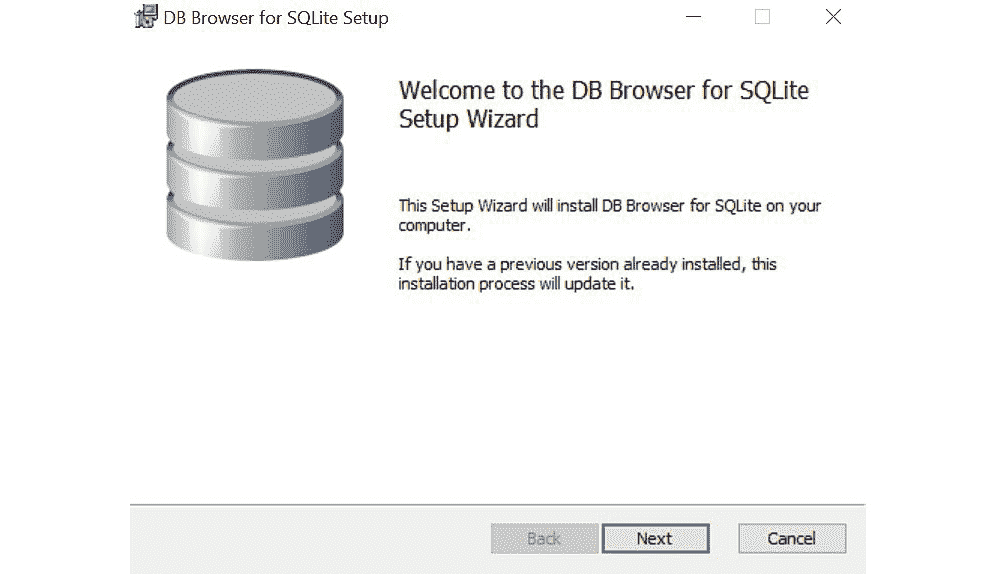 DB Browser for SQLite Setup
Welcome to the DB Browser for SQLite
Setup Wizard
This Setup Wizard will install DB Browser for SQLite on your
computer.
If you have a previous version already installed, this
installation process will update it.
Back
Next
Cancel